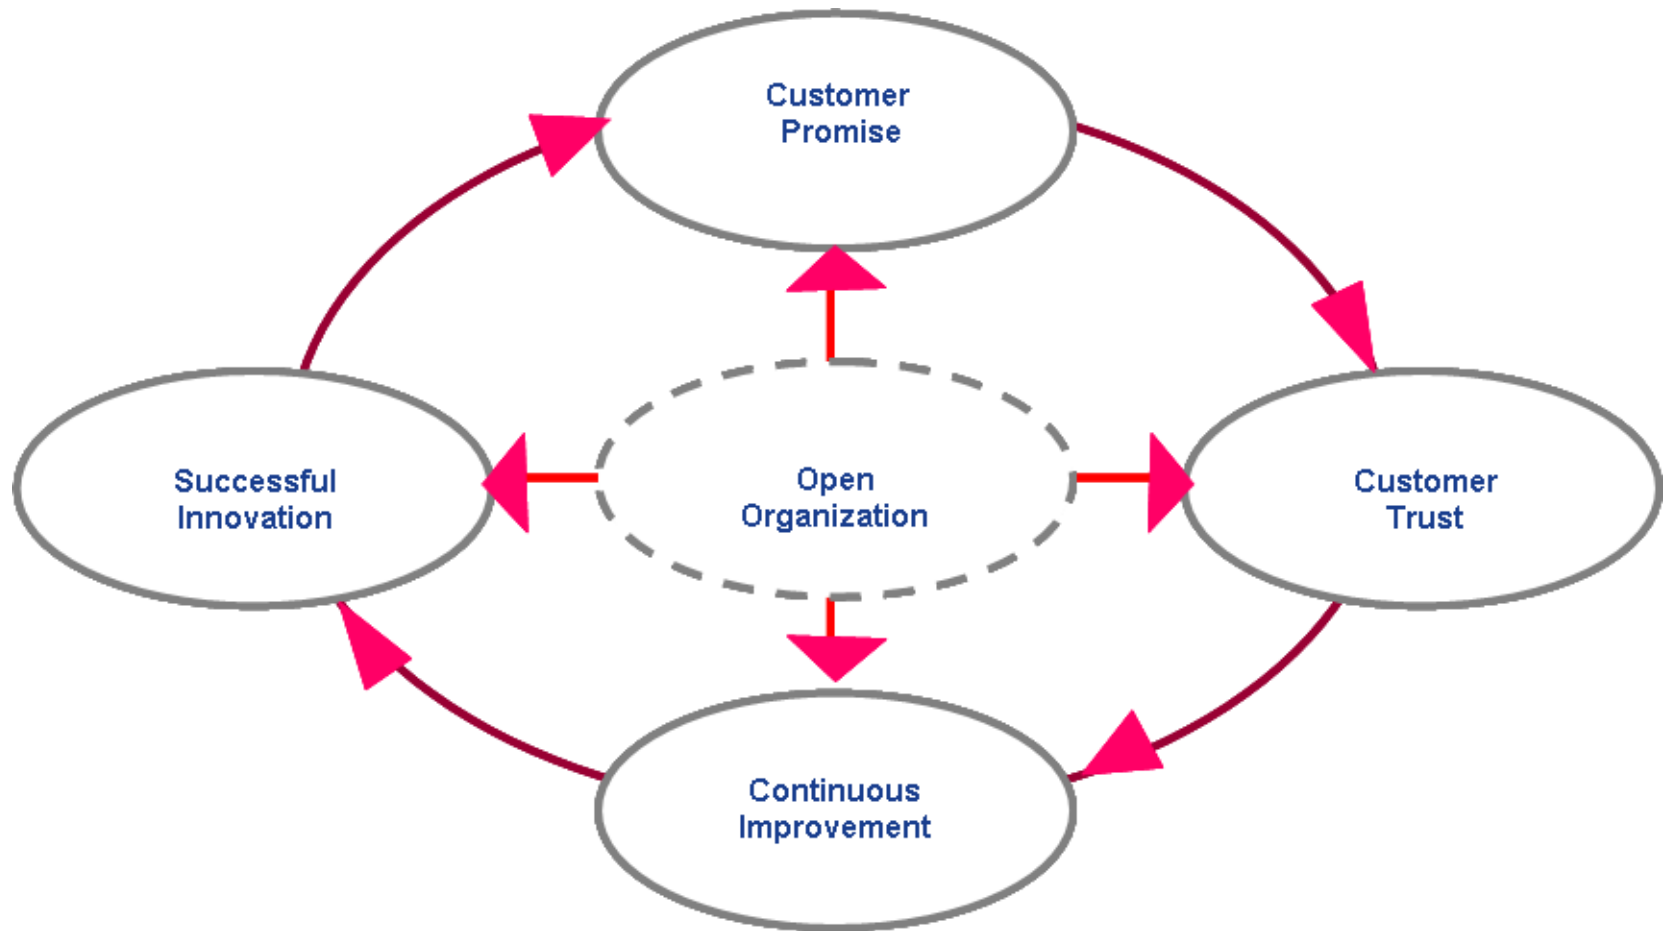 Customer
Promise
Successful
Innovation
Open
Organization
Customer
Trust
Continuous
Improvement